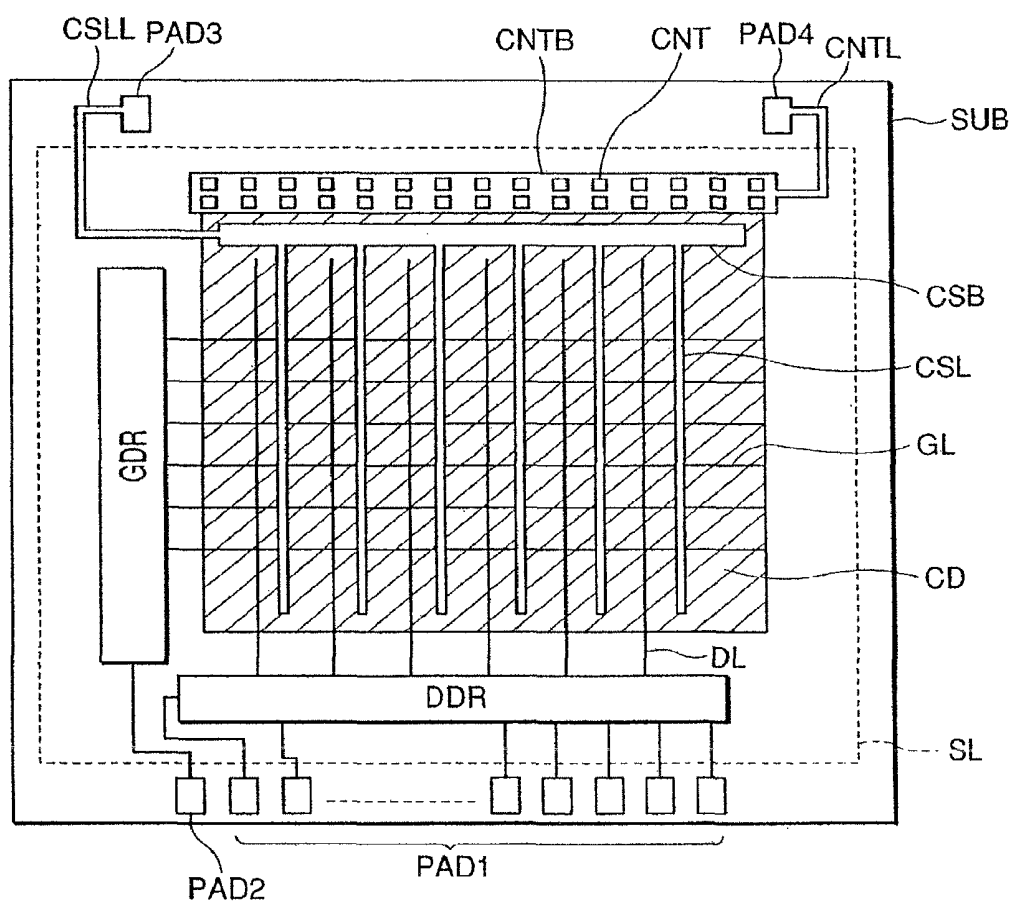 CSLL PAD3 CNTB CNT PAD4 CNTL
SUB
CSB
CSL
GDR
GL
CD
DL
DDR
SL
PAD1
PAD2